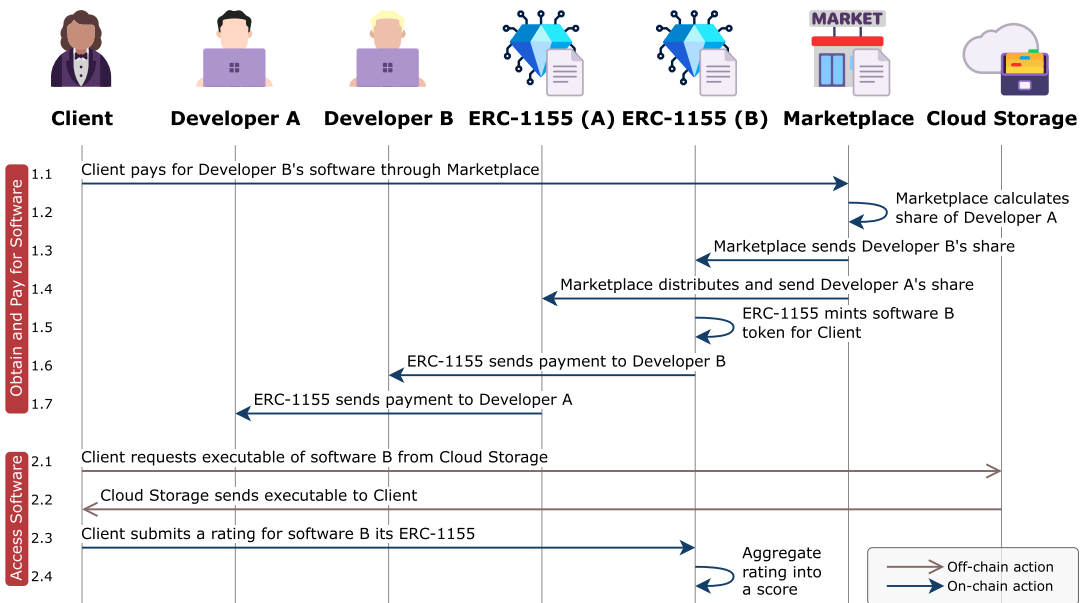 MARKET
Client
Developer A
Developer B
ERC-1155 (A)
ERC-1155 (B)
Marketplace
Cloud Storage
Obtain and Pay for Software
1.1
Client pays for Developer B's software through Marketplace
1.2
Marketplace calculates
share of Developer A
1.3
Marketplace sends Developer B's share
1.4
Marketplace distributes and send Developer A's share
1.5
ERC-1155 mints software B
token for Client
1.6
ERC-1155 sends payment to Developer B
1.7
ERC-1155 sends payment to Developer A
Access Software
2.1
Client requests executable of software B from Cloud Storage
2.2
Cloud Storage sends executable to Client
2.3
Client submits a rating for software B its ERC-1155
2.4
Aggregate
rating into
a score
Off-chain action
On-chain action